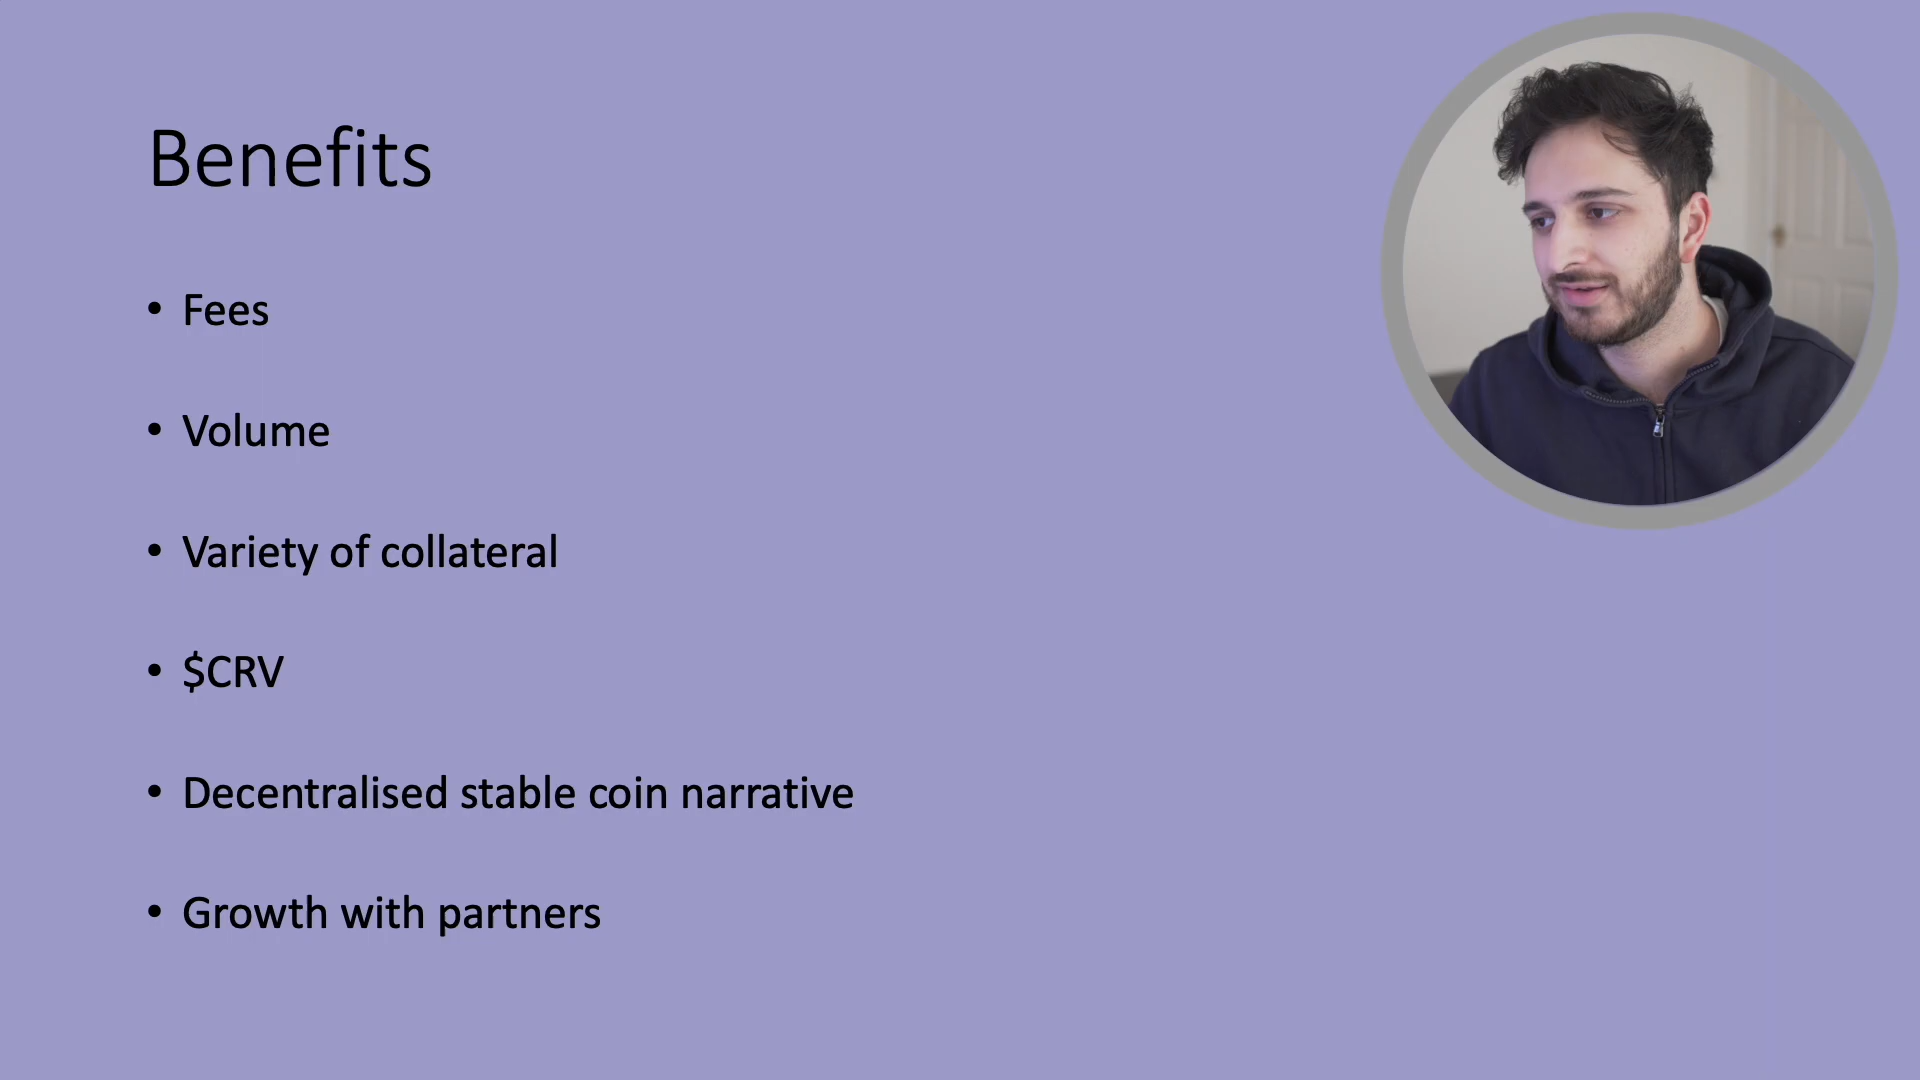 Benefits
• Fees
• Volume
• Variety of collateral
• $CRV
• Decentralised stable coin narrative
• Growth with partners